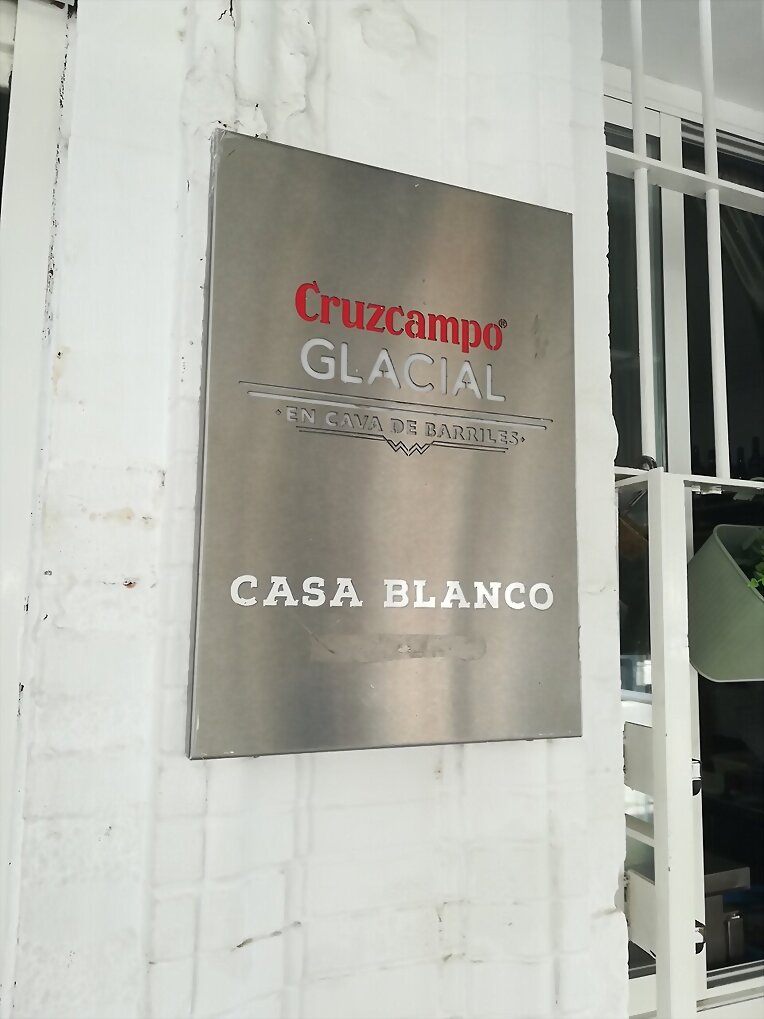 Cruzcampo®
GLACIAL
·EN CAVA DE BARRILES·
CASA BLANCO